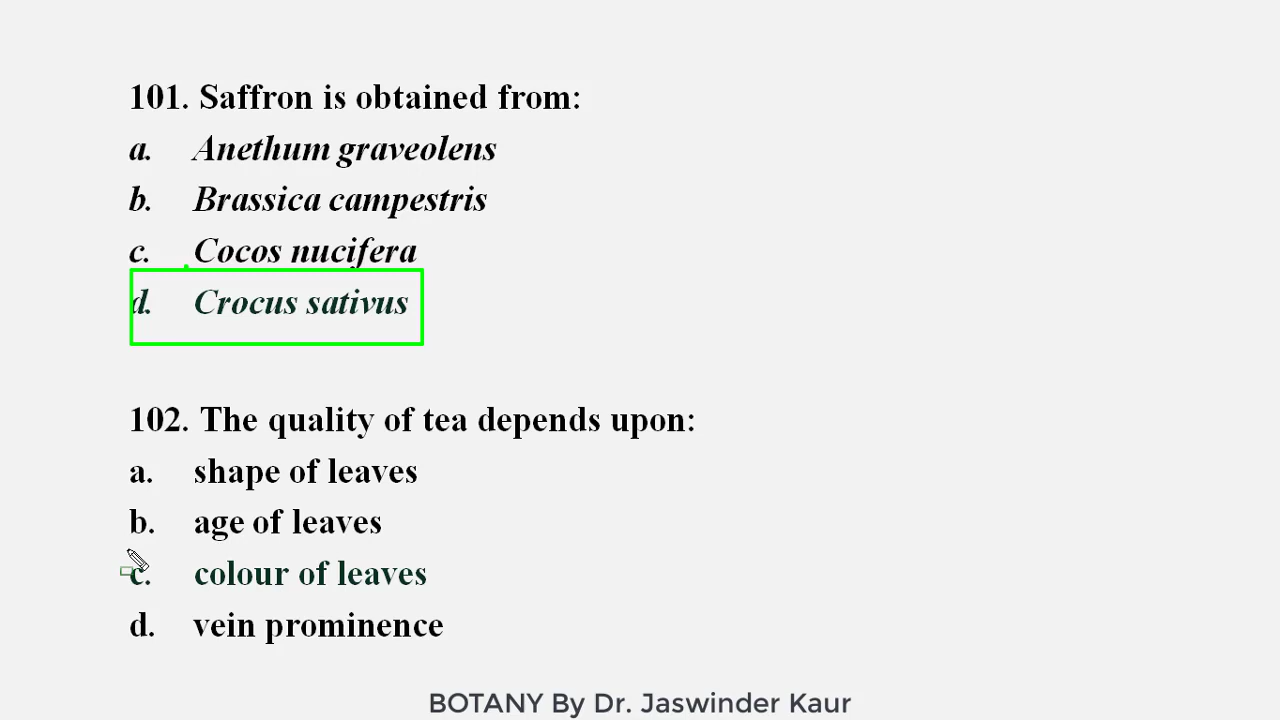 101. Saffron is obtained from:
a. Anethum graveolens
b. Brassica campestris
c. Cocos nucifera
d. Crocus sativus
102. The quality of tea depends upon:
a. shape of leaves
b. age of leaves
c. colour of leaves
d. vein prominence
BOTANY By Dr. Jaswinder Kaur